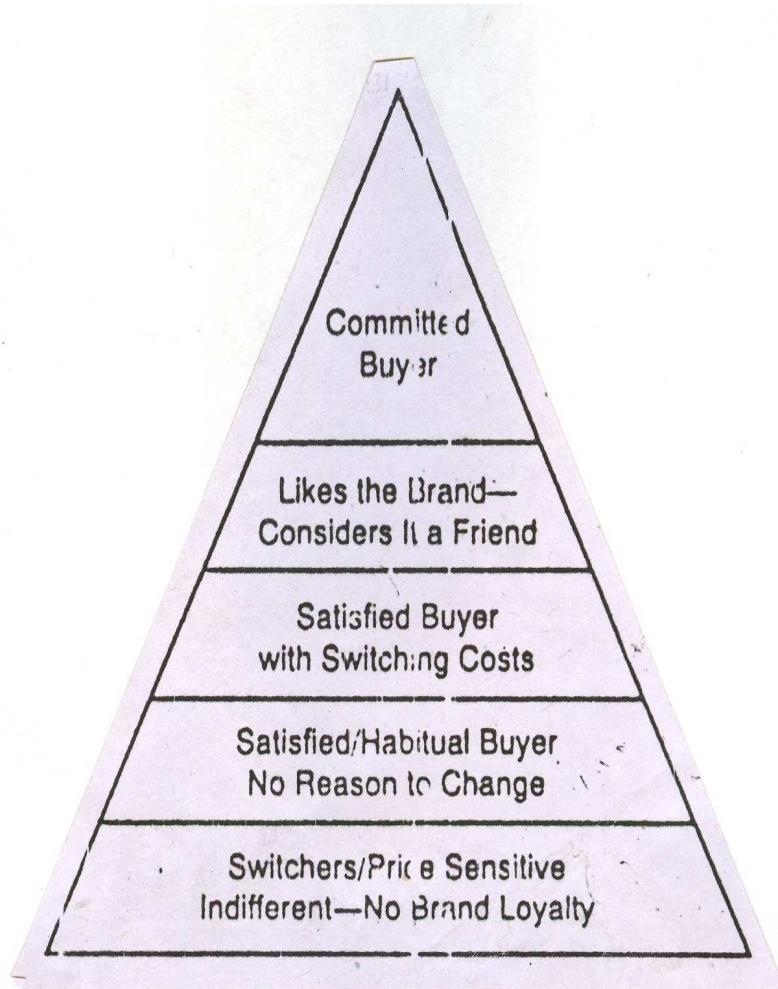 Committed
Buyer
Likes the Brand—
Considers It a Friend
Satisfied Buyer
with Switching Costs
Satisfied/Habitual Buyer
No Reason to Change
Switchers/Price Sensitive
Indifferent—No Brand Loyalty